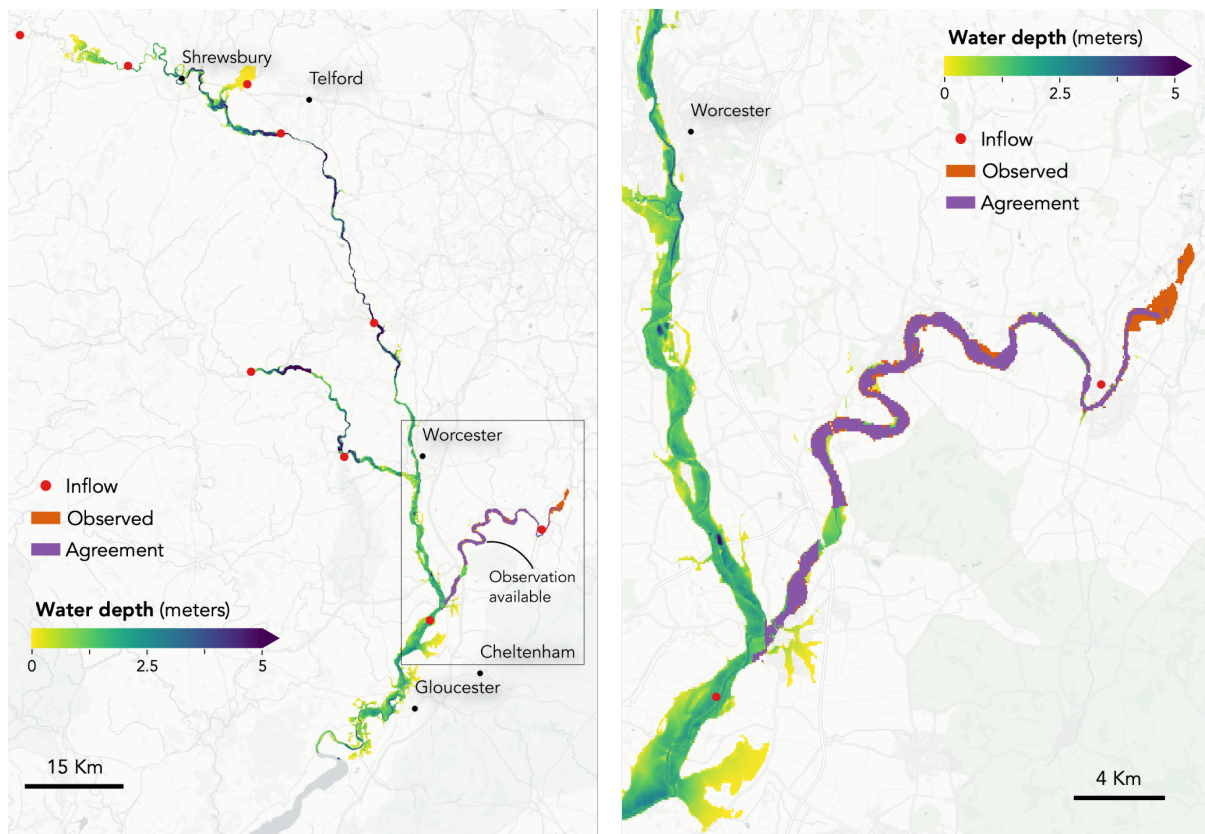 Shrewsbury
Telford
Worcester
Inflow
Observed
Agreement
Observation
available
Water depth (meters)
0 2.5 5
Cheltenham
Gloucester
15 Km
Water depth (meters)
0 2.5 5
Worcester
Inflow
Observed
Agreement
4 Km